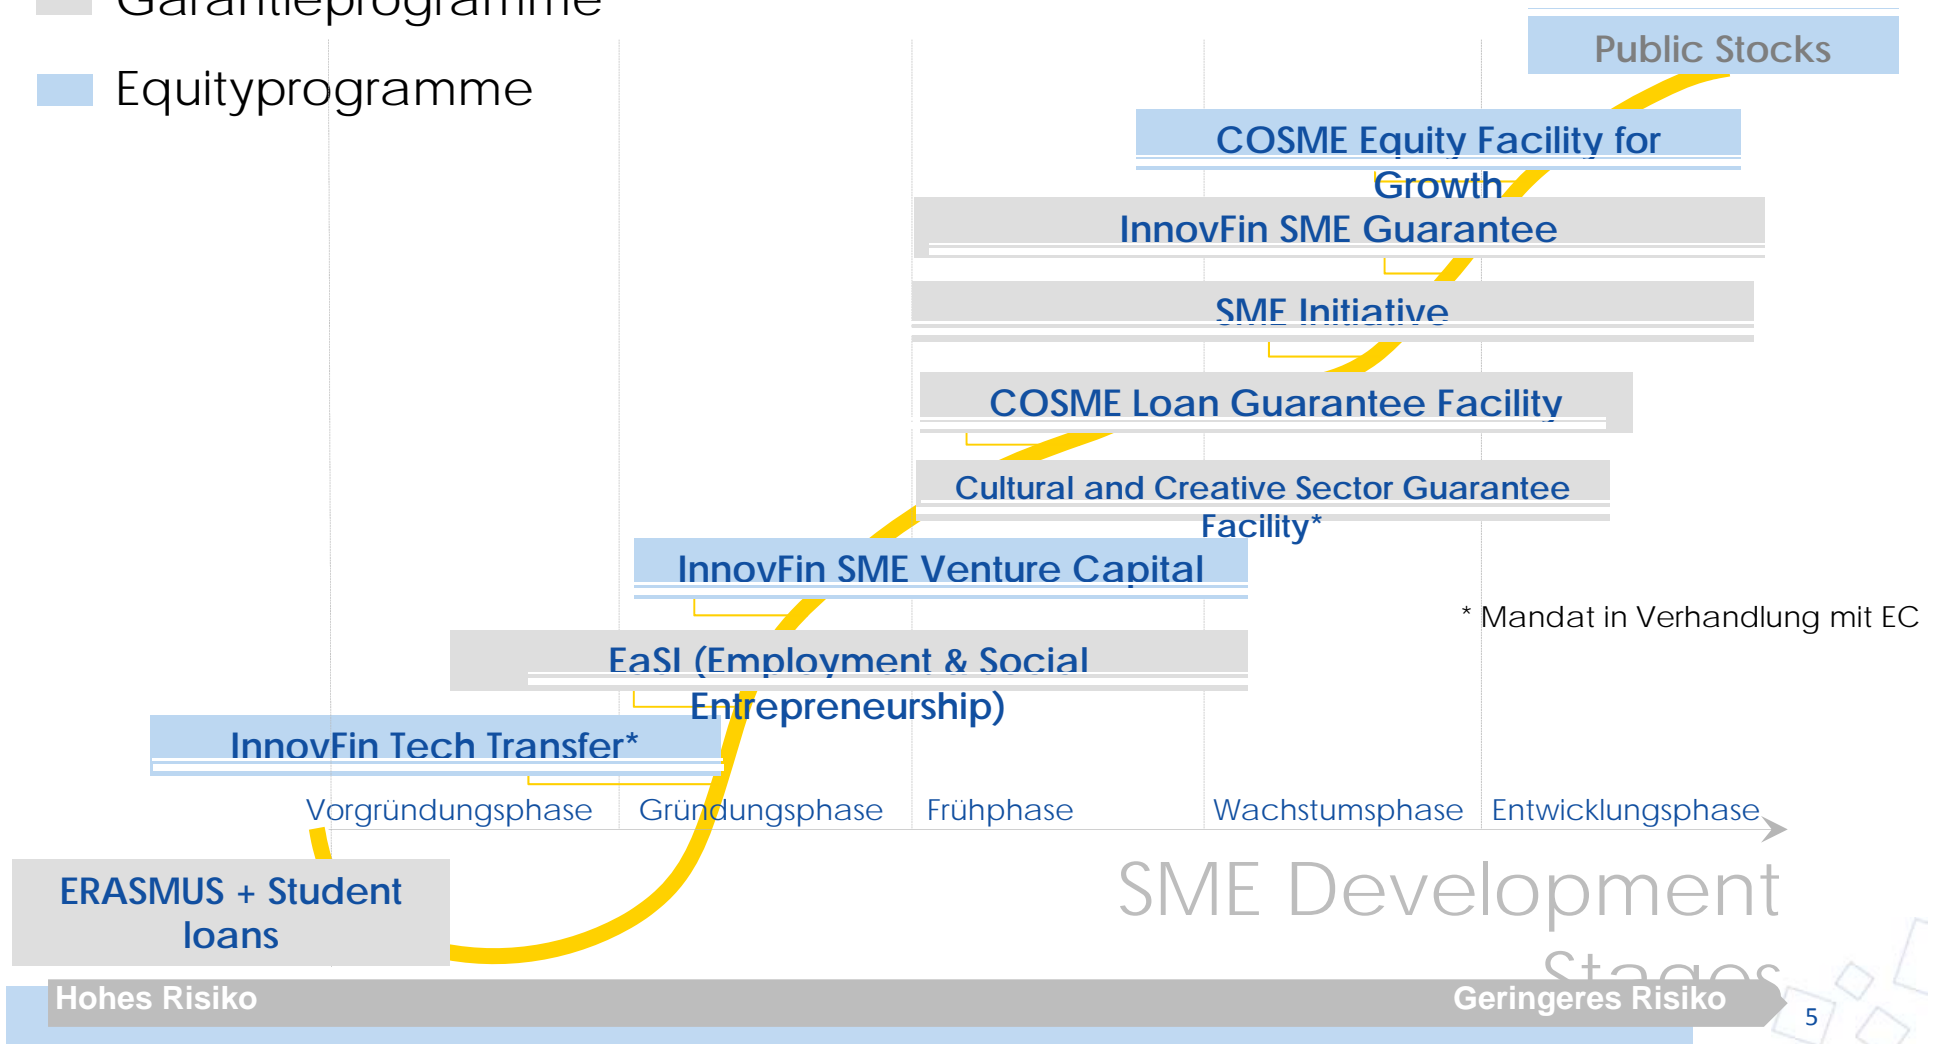 Garantieprogramme
Equityprogramme
Public Stocks
COSME Equity Facility for
Growth
InnovFin SME Guarantee
SME Initiative
COSME Loan Guarantee Facility
Cultural and Creative Sector Guarantee
Facility*
InnovFin SME Venture Capital
* Mandat in Verhandlung mit EC
EaSI (Employment & Social
Entrepreneurship)
InnovFin Tech Transfer*
Vorgründungsphase Gründungsphase Frühphase Wachstumsphase Entwicklungsphase
ERASMUS + Student
loans
SME Development
Stages
Hohes Risiko Geringeres Risiko
5